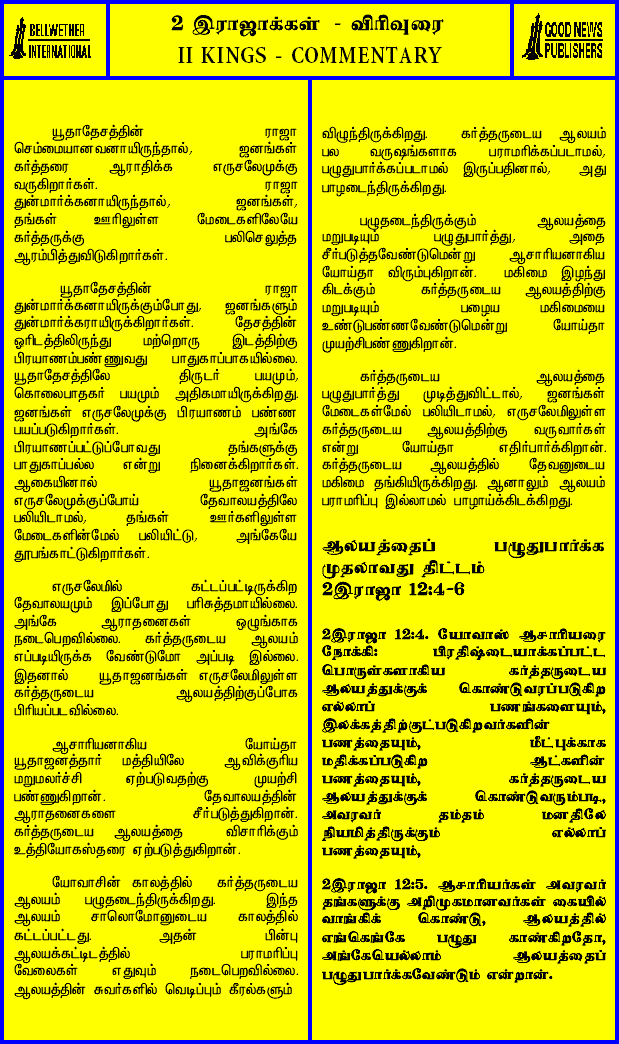 BELLWETHER
INTERNATIONAL
2 இராஜாக்கள் - விரிவுரை
II KINGS - COMMENTARY
GOOD NEWS
PUBLISHERS
யூதாதேசத்தின் ராஜா
செம்மையானவனாயிருந்தால், ஜனங்கள்
கர்த்தரை ஆராதிக்க எருசலேமுக்கு
வருகிறார்கள். ராஜா
துன்மார்க்கனாயிருந்தால், ஜனங்கள்,
தங்கள் ஊரிலுள்ள மேடைகளிலேயே
கர்த்தருக்கு பலிசெலுத்த
ஆரம்பித்துவிடுகிறார்கள்.
யூதாதேசத்தின் ராஜா
துன்மார்க்கனாயிருக்கும்போது, ஜனங்களும்
துன்மார்க்கராயிருக்கிறார்கள். தேசத்தின்
ஓரிடத்திலிருந்து மற்றொரு இடத்திற்கு
பிரயாணம்பண்ணுவது பாதுகாப்பாகயில்லை.
யூதாதேசத்திலே திருடர் பயமும்,
கொலைபாதகர் பயமும் அதிகமாயிருக்கிறது.
ஜனங்கள் எருசலேமுக்கு பிரயாணம் பண்ண
பயப்படுகிறார்கள். அங்கே
பிரயாணப்பட்டுப்போவது தங்களுக்கு
பாதுகாப்பல்ல என்று நினைக்கிறார்கள்.
ஆகையினால் யூதாஜனங்கள்
எருசலேமுக்குப்போய் தேவாலயத்திலே
பலியிடாமல், தங்கள் ஊர்களிலுள்ள
மேடைகளின்மேல் பலியிட்டு, அங்கேயே
தூபங்காட்டுகிறார்கள்.
எருசலேமில் கட்டப்பட்டிருக்கிற
தேவாலயமும் இப்போது பரிசுத்தமாயில்லை.
அங்கே ஆராதனைகள் ஒழுங்காக
நடைபெறவில்லை. கர்த்தருடைய ஆலயம்
எப்படியிருக்க வேண்டுமோ அப்படி இல்லை.
இதனால் யூதாஜனங்கள் எருசலேமிலுள்ள
கர்த்தருடைய ஆலயத்திற்குப்போக
பிரியப்படவில்லை.
ஆசாரியனாகிய யோய்தா
யூதாஜனத்தார் மத்தியிலே ஆவிக்குரிய
மறுமலர்ச்சி ஏற்படுவதற்கு முயற்சி
பண்ணுகிறான். தேவாலயத்தின்
ஆராதனைகளை சீர்படுத்துகிறான்.
கர்த்தருடைய ஆலயத்தை விசாரிக்கும்
உத்தியோகஸ்தரை ஏற்படுத்துகிறான்.
யோவாசின் காலத்தில் கர்த்தருடைய
ஆலயம் பழுதடைந்திருக்கிறது. இந்த
ஆலயம் சாலொமோனுடைய காலத்தில்
கட்டப்பட்டது. அதன் பின்பு
ஆலயக்கட்டிடத்தில் பராமரிப்பு
வேலைகள் எதுவும் நடைபெறவில்லை.
ஆலயத்தின் சுவர்களில் வெடிப்பும் கீரல்களும்
விழுந்திருக்கிறது. கர்த்தருடைய ஆலயம்
பல வருஷங்களாக பராமரிக்கப்படாமல்,
பழுதுபார்க்கப்படாமல் இருப்பதினால், அது
பாழடைந்திருக்கிறது.
பழுதடைந்திருக்கும் ஆலயத்தை
மறுபடியும் பழுதுபார்த்து, அதை
சீர்படுத்தவேண்டுமென்று ஆசாரியனாகிய
யோய்தா விரும்புகிறான். மகிமை இழந்து
கிடக்கும் கர்த்தருடைய ஆலயத்திற்கு
மறுபடியும் பழைய மகிமையை
உண்டுபண்ணவேண்டுமென்று யோய்தா
முயற்சிபண்ணுகிறான்.
கர்த்தருடைய ஆலயத்தை
பழுதுபார்த்து முடித்துவிட்டால், ஜனங்கள்
மேடைகள்மேல் பலியிடாமல், எருசலேமிலுள்ள
கர்த்தருடைய ஆலயத்திற்கு வருவார்கள்
என்று யோய்தா எதிர்பார்க்கிறான்.
கர்த்தருடைய ஆலயத்தில் தேவனுடைய
மகிமை தங்கியிருக்கிறது. ஆனாலும் ஆலயம்
பராமரிப்பு இல்லாமல் பாழாய்க்கிடக்கிறது.
ஆலயத்தைப் பழுதுபார்க்க
முதலாவது திட்டம்
2இராஜா 12:4-6
2இராஜா 12:4. யோவாஸ் ஆசாரியரை
நோக்கி: பிரதிஷ்டையாக்கப்பட்ட
பொருள்களாகிய கர்த்தருடைய
ஆலயத்துக்குக் கொண்டுவரப்படுகிற
எல்லாப் பணங்களையும்,
இலக்கத்திற்குட்படுகிறவர்களின்
பணத்தையும், மீட்புக்காக
மதிக்கப்படுகிற ஆட்களின்
பணத்தையும், கர்த்தருடைய
ஆலயத்துக்குக் கொண்டுவரும்படி,
அவரவர் தம்தம் மனதிலே
நியமித்திருக்கும் எல்லாப்
பணத்தையும்,
2இராஜா 12:5. ஆசாரியர்கள் அவரவர்
தங்களுக்கு அறிமுகமானவர்கள் கையில்
வாங்கிக் கொண்டு, ஆலயத்தில்
எங்கெங்கே பழுது காண்கிறதோ,
அங்கேயெல்லாம் ஆலயத்தைப்
பழுதுபார்க்கவேண்டும் என்றான்.